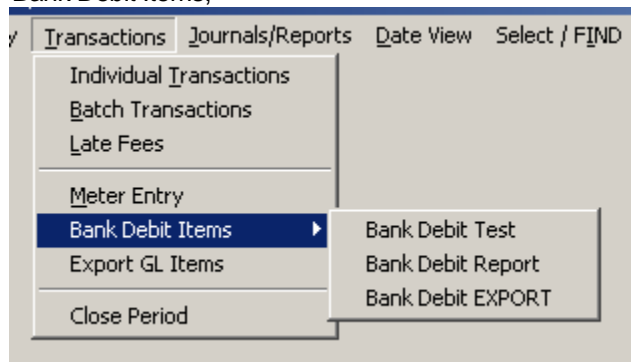 Bank Debit Items,
y Transactions Journals/Reports Date View Select / FIND
Individual Transactions
Batch Transactions
Late Fees
Meter Entry
Bank Debit Items
Bank Debit Test
Export GL Items
Bank Debit Report
Bank Debit EXPORT
Close Period